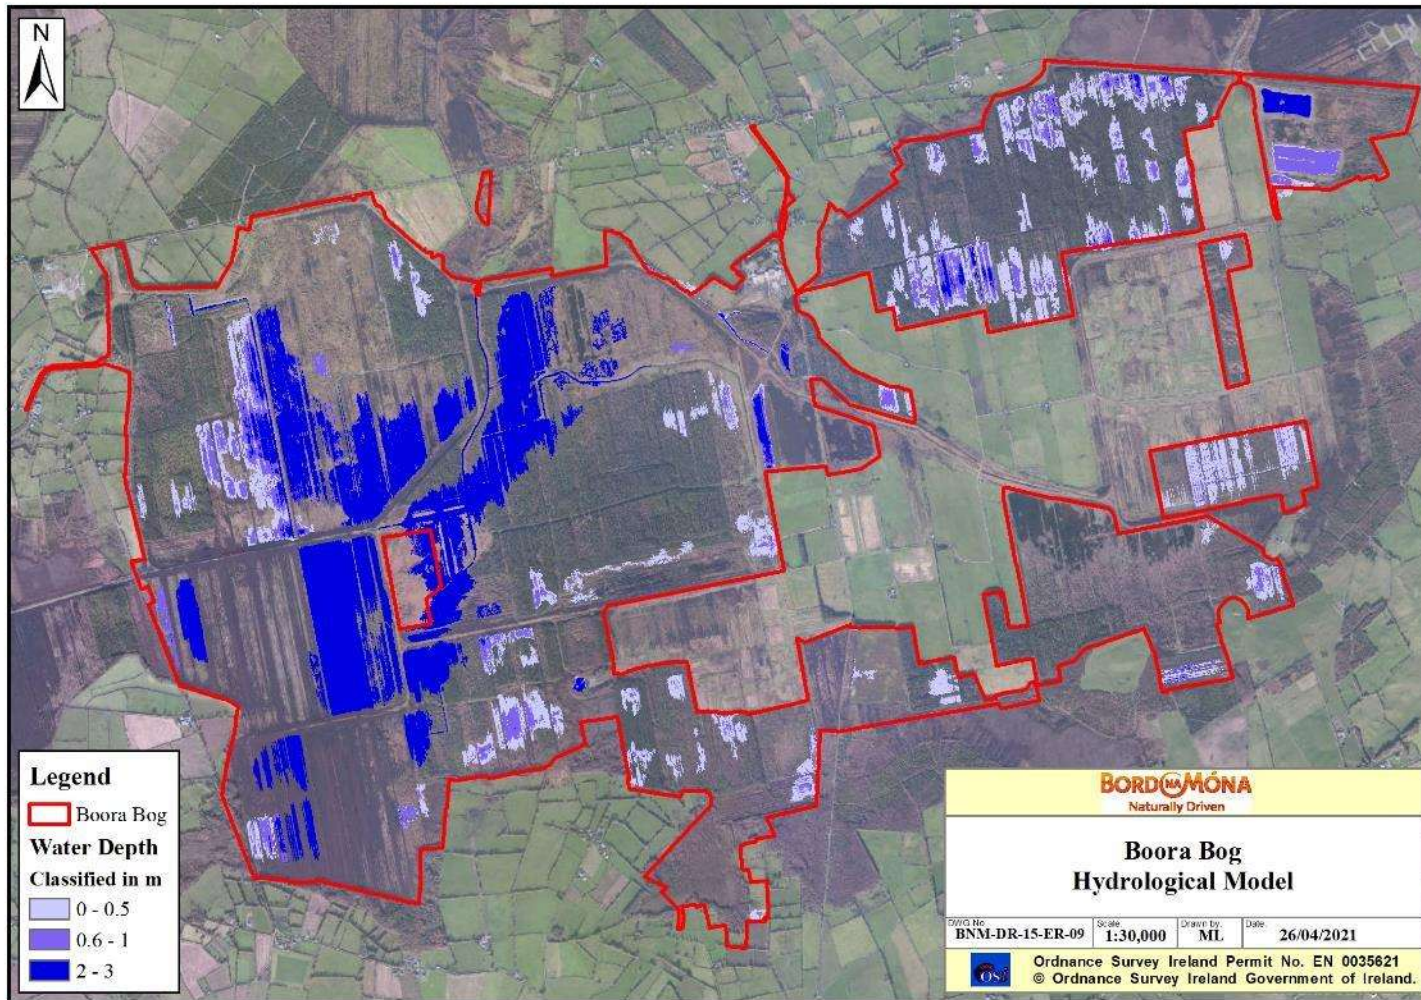 N
Legend
Boora Bog
Water Depth
Classified in m
0 - 0.5
0.6 - 1
2 - 3
BORD NA MÓNA
Naturally Driven
Boora Bog
Hydrological Model
DWG No
BNM-DR-15-ER-09
Scale
1:30,000
Drawn by
ML
Date
26/04/2021
OSi
Ordnance Survey Ireland Permit No. EN 0035621
© Ordnance Survey Ireland Government of Ireland.